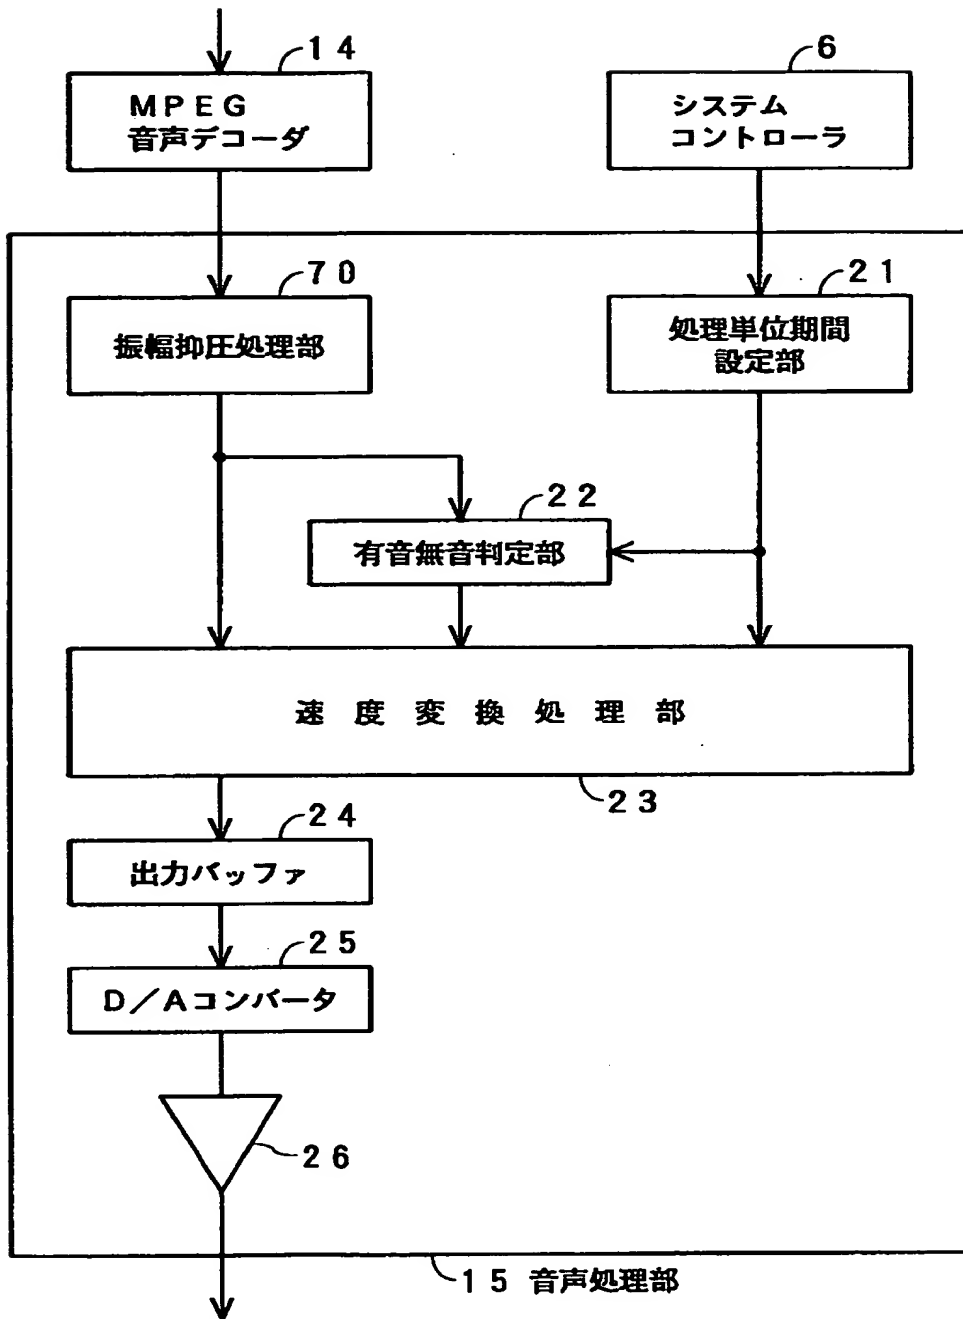 14
6
MPEG
音声デコーダ
システム
コントローラ
70
21
振幅抑圧処理部
処理単位期間
設定部
22
有音無音判定部
速度変換処理部
23
24
出力バッファ
25
D/Aコンバータ
26
15 音声処理部